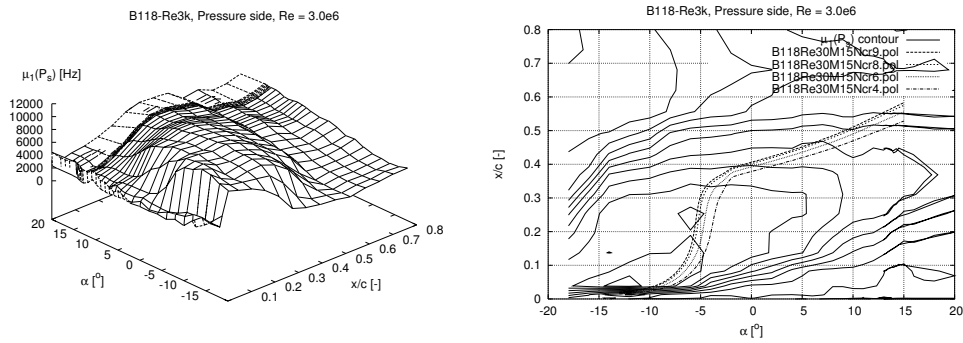 B118-Re3k, Pressure side, Re = 3.0e6
μ1(Ps) [Hz]
12000
10000
8000
6000
4000
2000
0
20
15
10
5
0
-5
-10
-15
α [o]
0.1
0.2
0.3
0.4
0.5
0.6
0.7
0.8
x/c [-]
B118-Re3k, Pressure side, Re = 3.0e6
μ1(Ps) contour
B118Re30M15Ncr9.pol
B118Re30M15Ncr8.pol
B118Re30M15Ncr6.pol
B118Re30M15Ncr4.pol
0.8
0.7
0.6
0.5
0.4
0.3
0.2
0.1
0
x/c [-]
-20 -15 -10 -5 0 5 10 15 20
α [o]